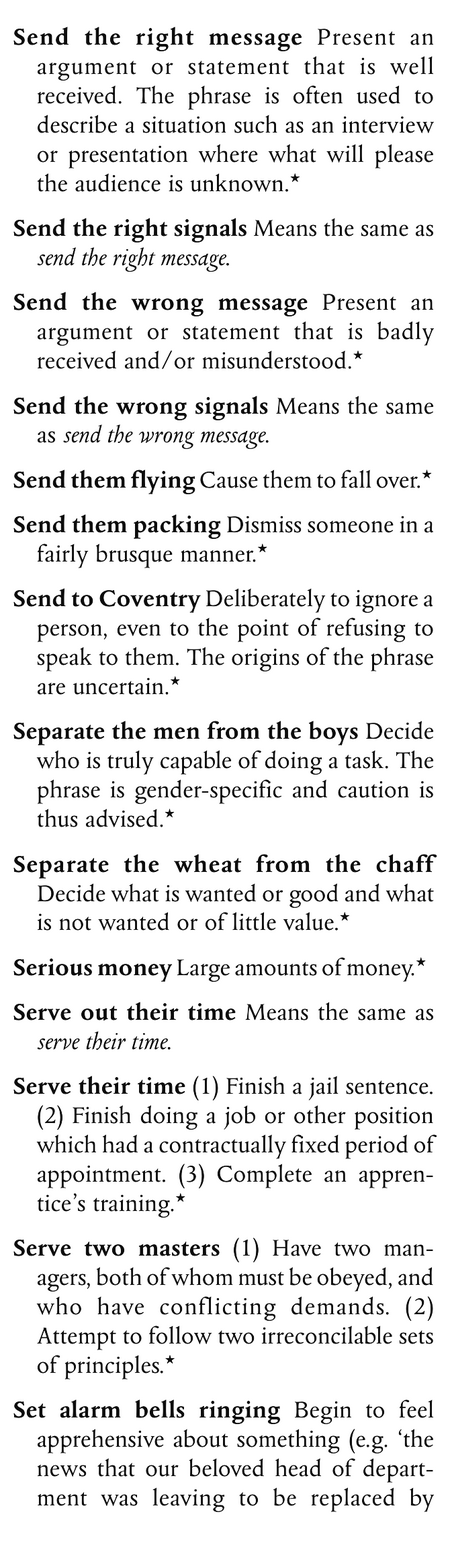 Send the right message Present an
argument or statement that is well
received. The phrase is often used to
describe a situation such as an interview
or presentation where what will please
the audience is unknown.★
Send the right signals Means the same as
send the right message.
Send the wrong message Present an
argument or statement that is badly
received and/or misunderstood.★
Send the wrong signals Means the same
as send the wrong message.
Send them flying Cause them to fall over.★
Send them packing Dismiss someone in a
fairly brusque manner.★
Send to Coventry Deliberately to ignore a
person, even to the point of refusing to
speak to them. The origins of the phrase
are uncertain.★
Separate the men from the boys Decide
who is truly capable of doing a task. The
phrase is gender-specific and caution is
thus advised.★
Separate the wheat from the chaff
Decide what is wanted or good and what
is not wanted or of little value.★
Serious money Large amounts of money.★
Serve out their time Means the same as
serve their time.
Serve their time (1) Finish a jail sentence.
(2) Finish doing a job or other position
which had a contractually fixed period of
appointment. (3) Complete an appren-
tice's training.★
Serve two masters (1) Have two man-
agers, both of whom must be obeyed, and
who have conflicting demands. (2)
Attempt to follow two irreconcilable sets
of principles.★
Set alarm bells ringing Begin to feel
apprehensive about something (e.g. 'the
news that our beloved head of depart-
ment was leaving to be replaced by